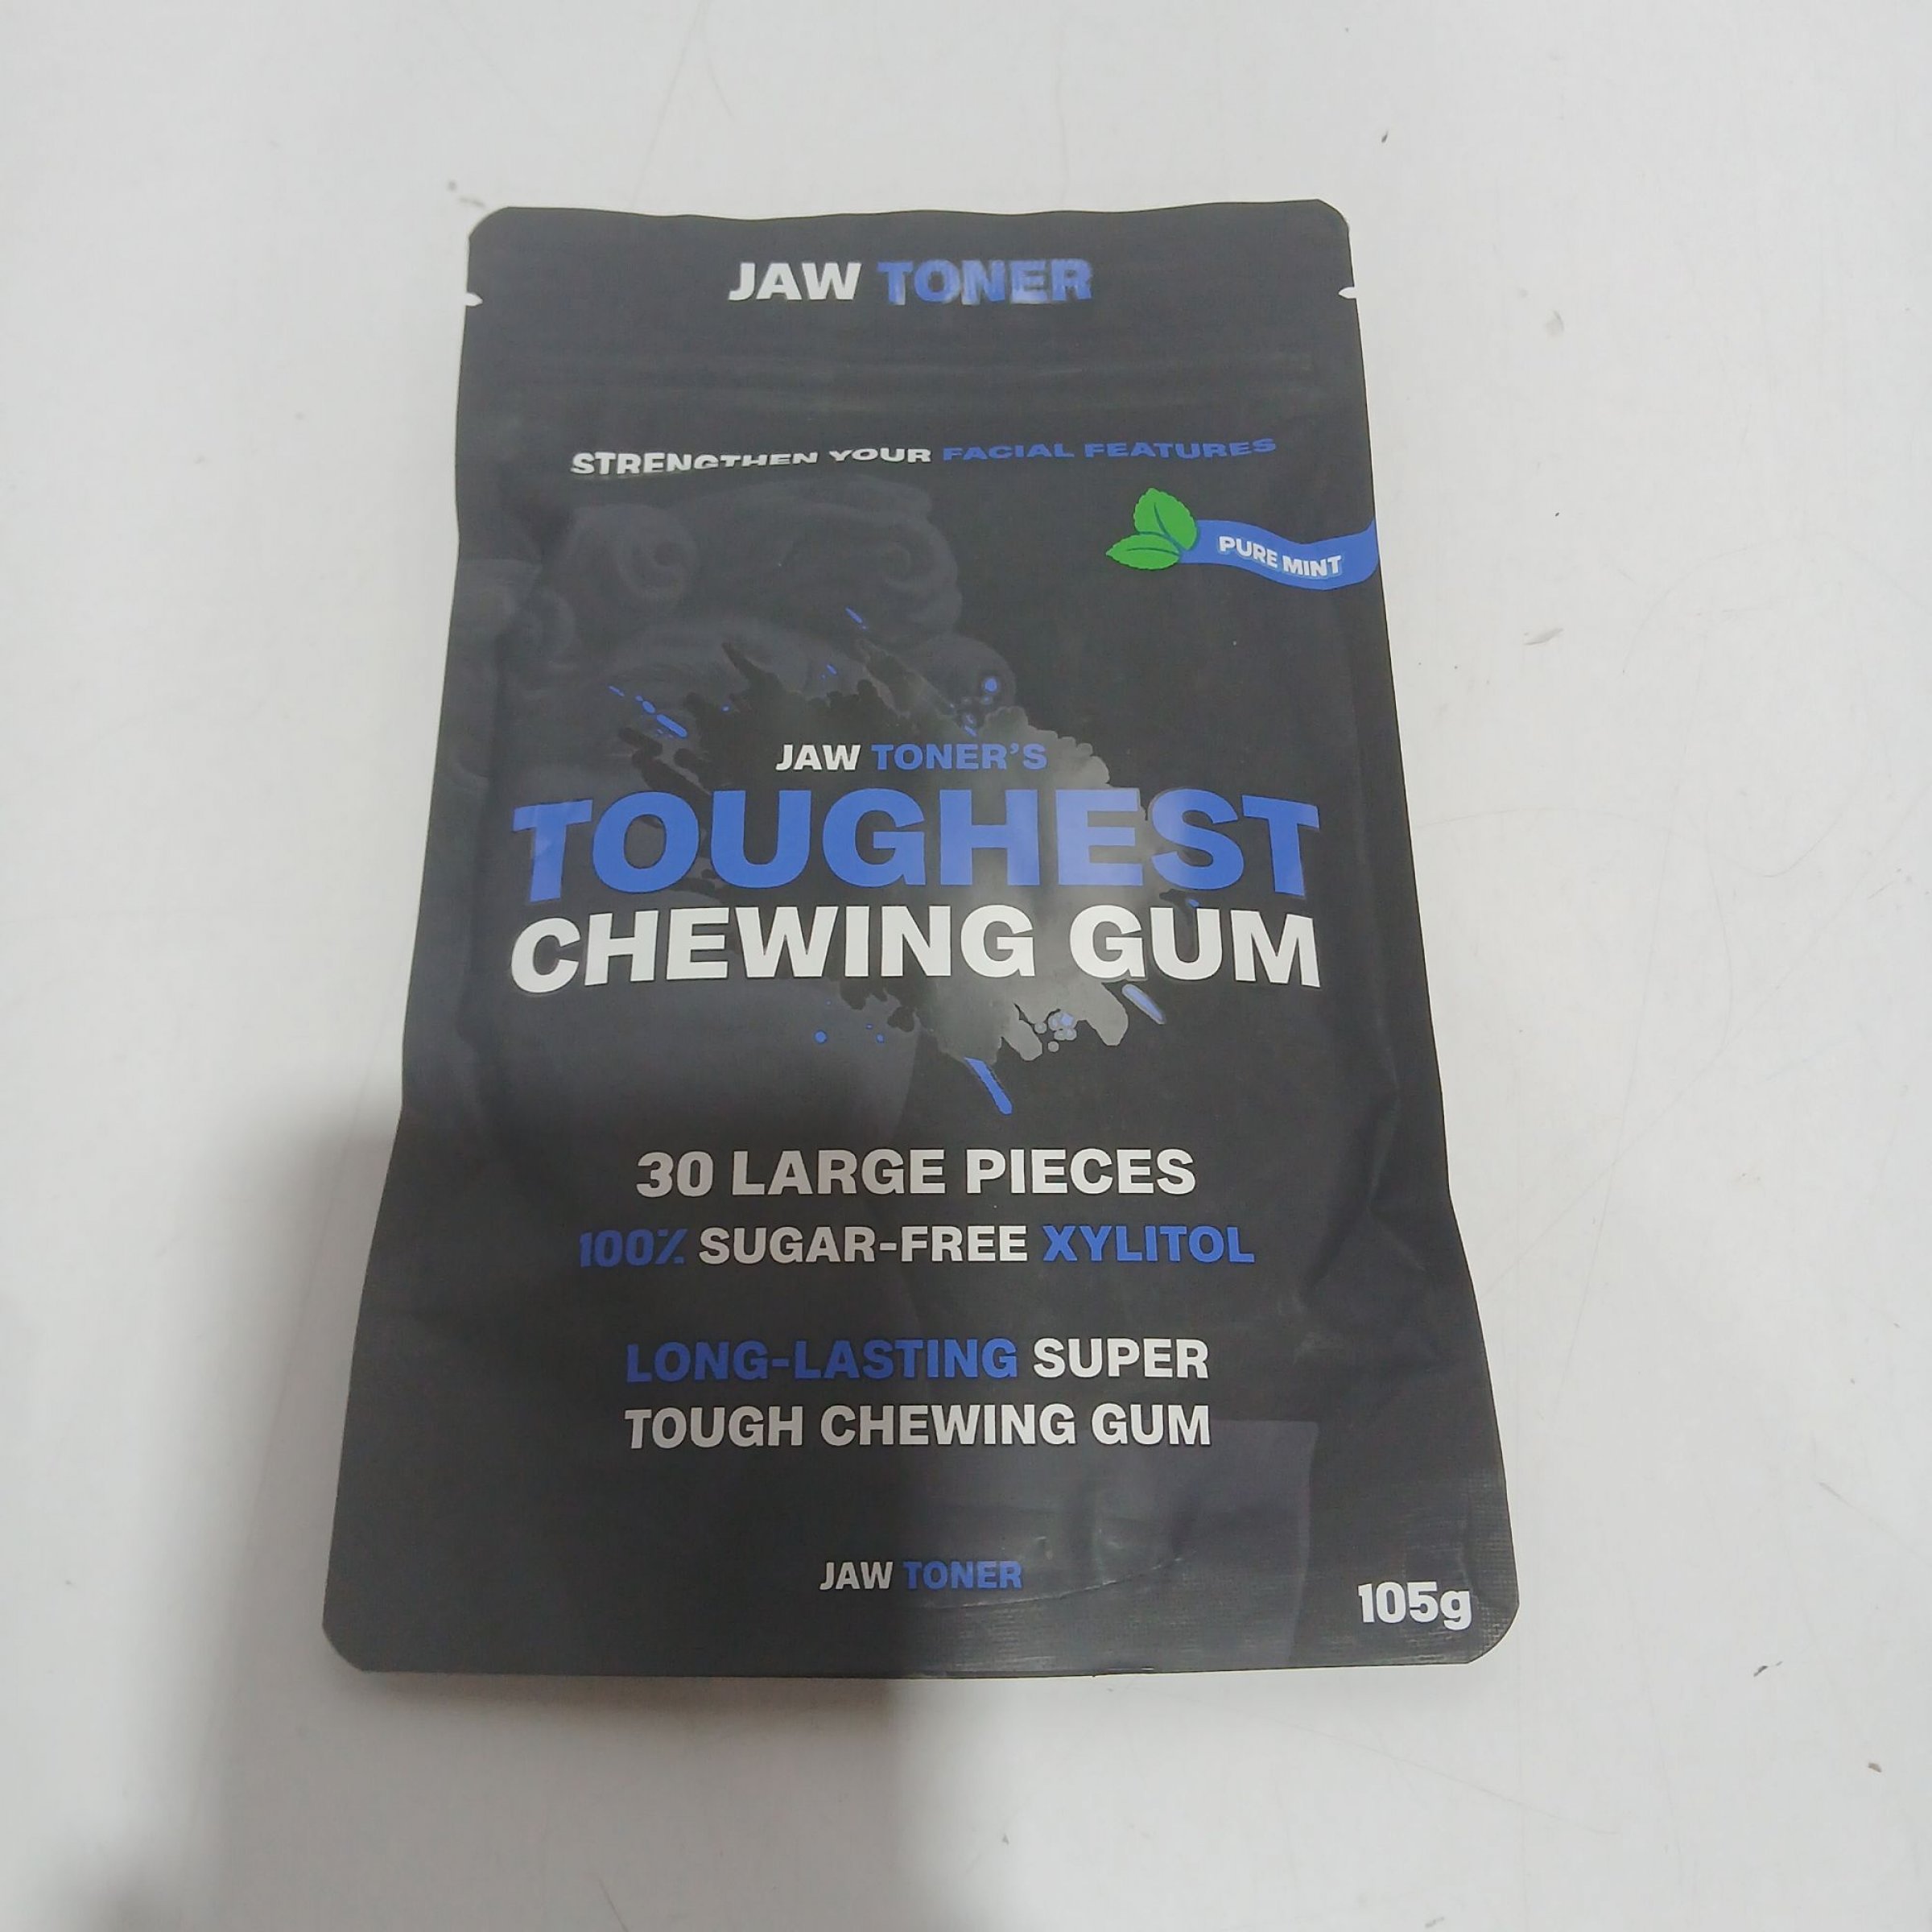 JAW TONER
STRENGTHEN YOUR FACIAL FEATURES
PURE MINT
JAW TONER'S
TOUGHEST
CHEWING GUM
30 LARGE PIECES
100% SUGAR-FREE XYLITOL
LONG-LASTING SUPER
TOUGH CHEWING GUM
JAW TONER
105g